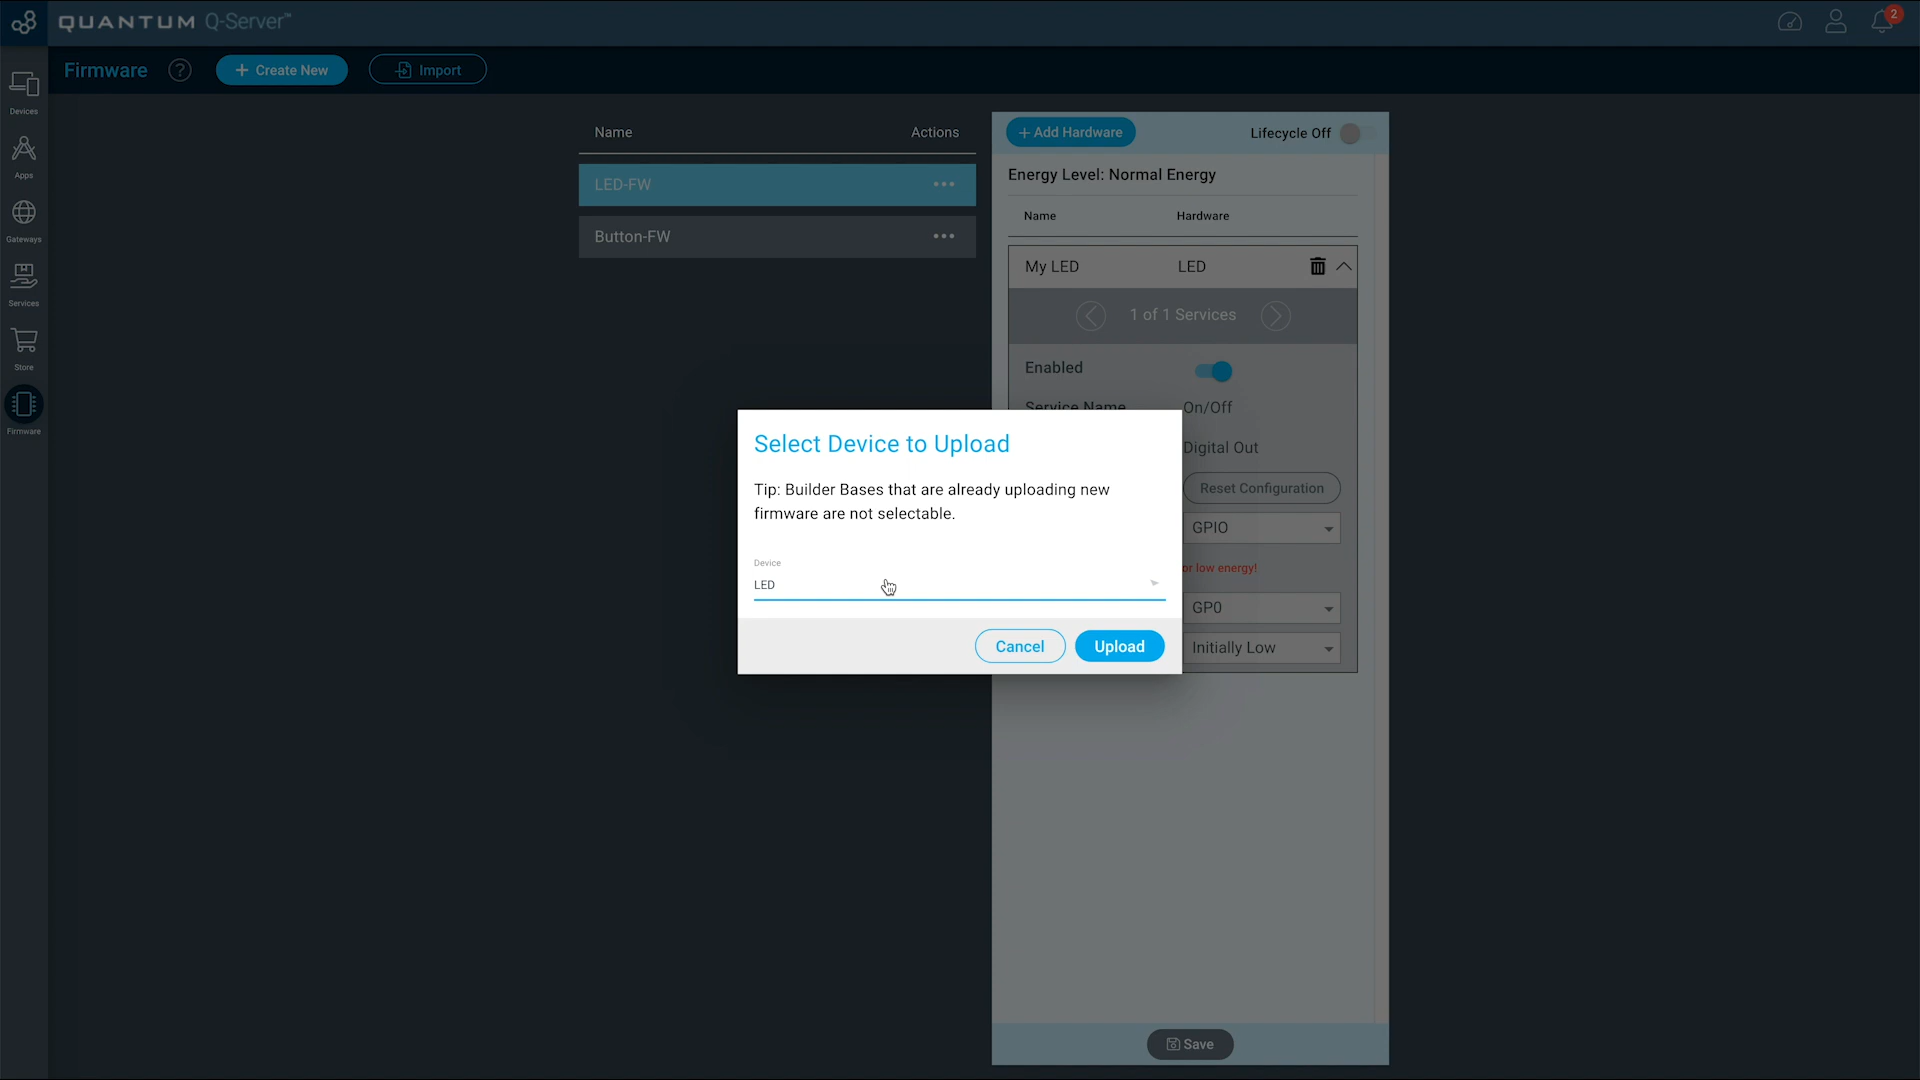 QUANTUM Q-Server™
2
Firmware
?
+ Create New
Import
Devices
Apps
Gateways
Services
Store
Firmware
Name Actions
LED-FW
Button-FW
+ Add Hardware
Lifecycle Off
Energy Level: Normal Energy
Name Hardware
My LED LED
1 of 1 Services
Enabled
Service Name On/Off
Digital Out
Reset Configuration
GPIO
or low energy!
GP0
Initially Low
Save
Select Device to Upload
Tip: Builder Bases that are already uploading new
firmware are not selectable.
Device
LED
Cancel
Upload